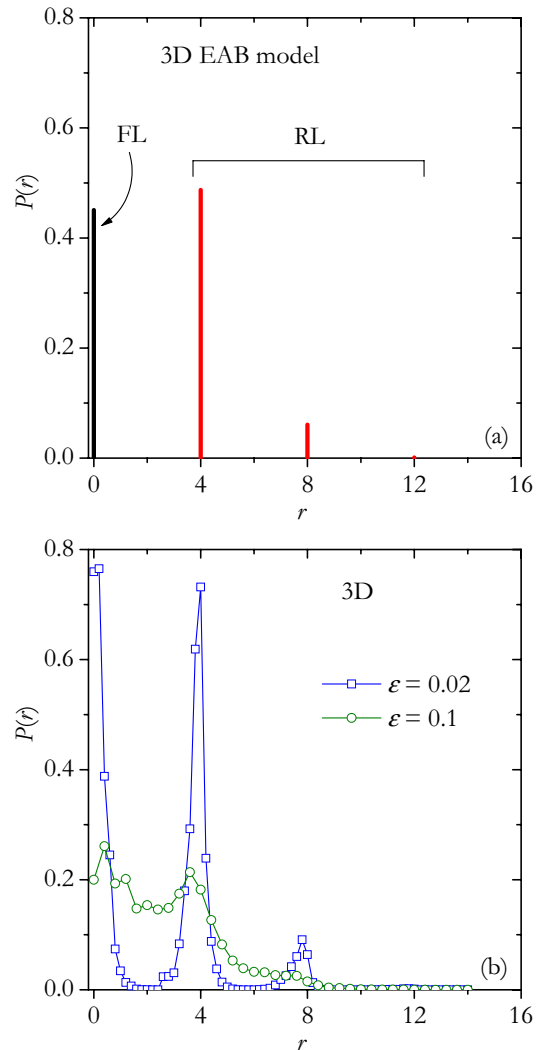 0.8
3D EAB model
0.6
FL
RL
P(r)
0.4
0.2
0.0
(a)
0 4 8 12 16
r
0.8
3D
0.6
ε = 0.02
ε = 0.1
P(r)
0.4
0.2
0.0
(b)
0 4 8 12 16
r